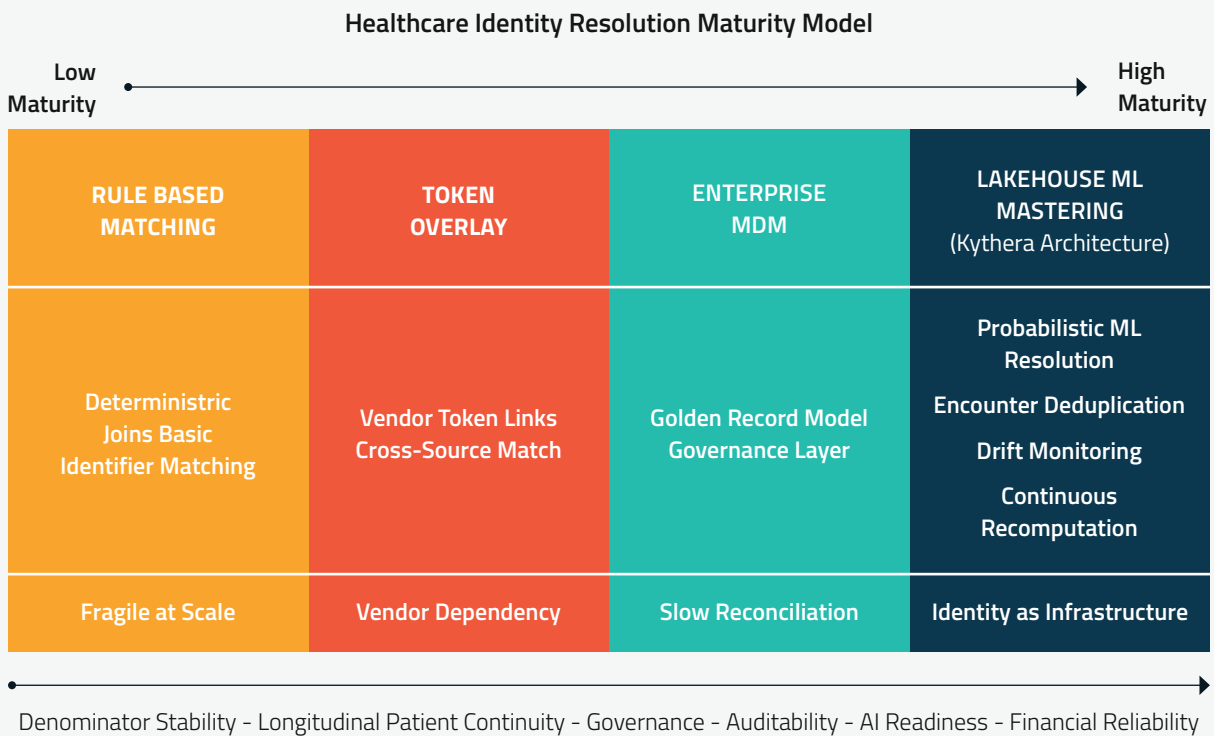 Healthcare Identity Resolution Maturity Model
Low
Maturity
High
Maturity
RULE BASED
MATCHING
TOKEN
OVERLAY
ENTERPRISE
MDM
LAKEHOUSE ML
MASTERING
(Kythera Architecture)
Deterministric
Joins Basic
Identifier Matching
Vendor Token Links
Cross-Source Match
Golden Record Model
Governance Layer
Probabilistic ML
Resolution
Encounter Deduplication
Drift Monitoring
Continuous
Recomputation
Fragile at Scale
Vendor Dependency
Slow Reconciliation
Identity as Infrastructure
Denominator Stability - Longitudinal Patient Continuity - Governance - Auditability - AI Readiness - Financial Reliability